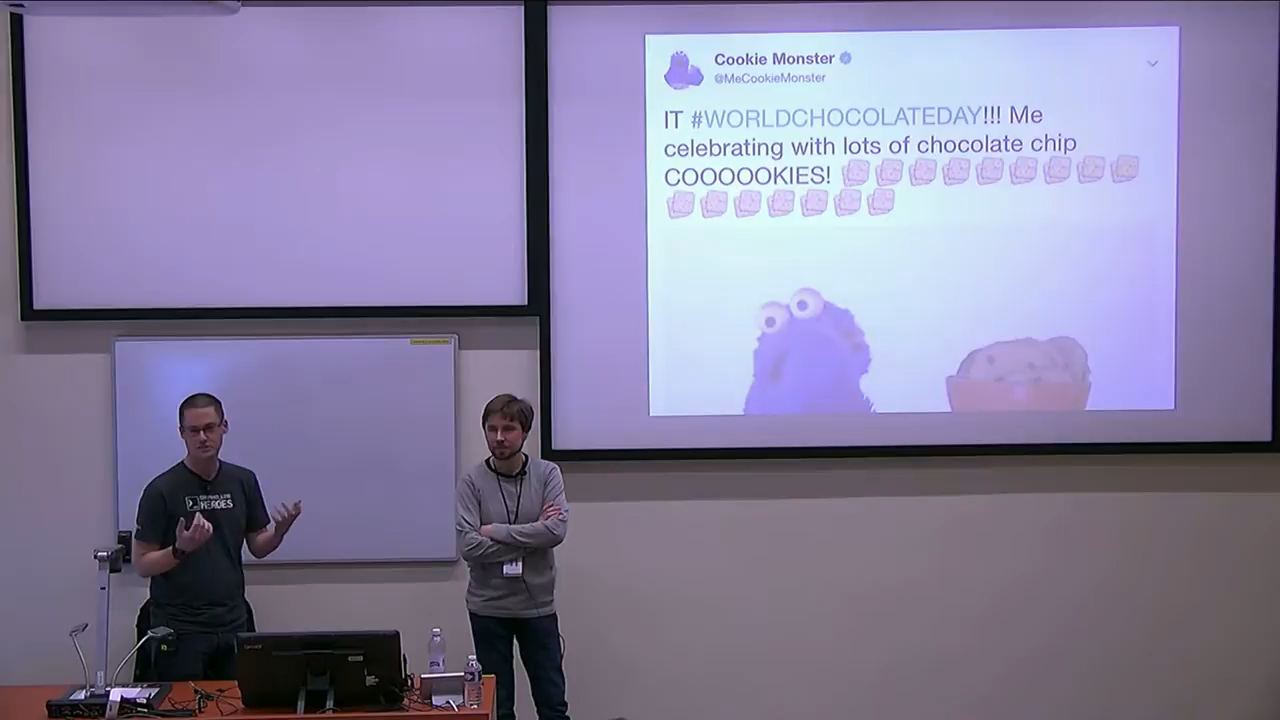 Cookie Monster
@MeCookieMonster
IT #WORLDCHOCOLATEDAY!!! Me
celebrating with lots of chocolate chip
COOOOOKIES!
HEROES